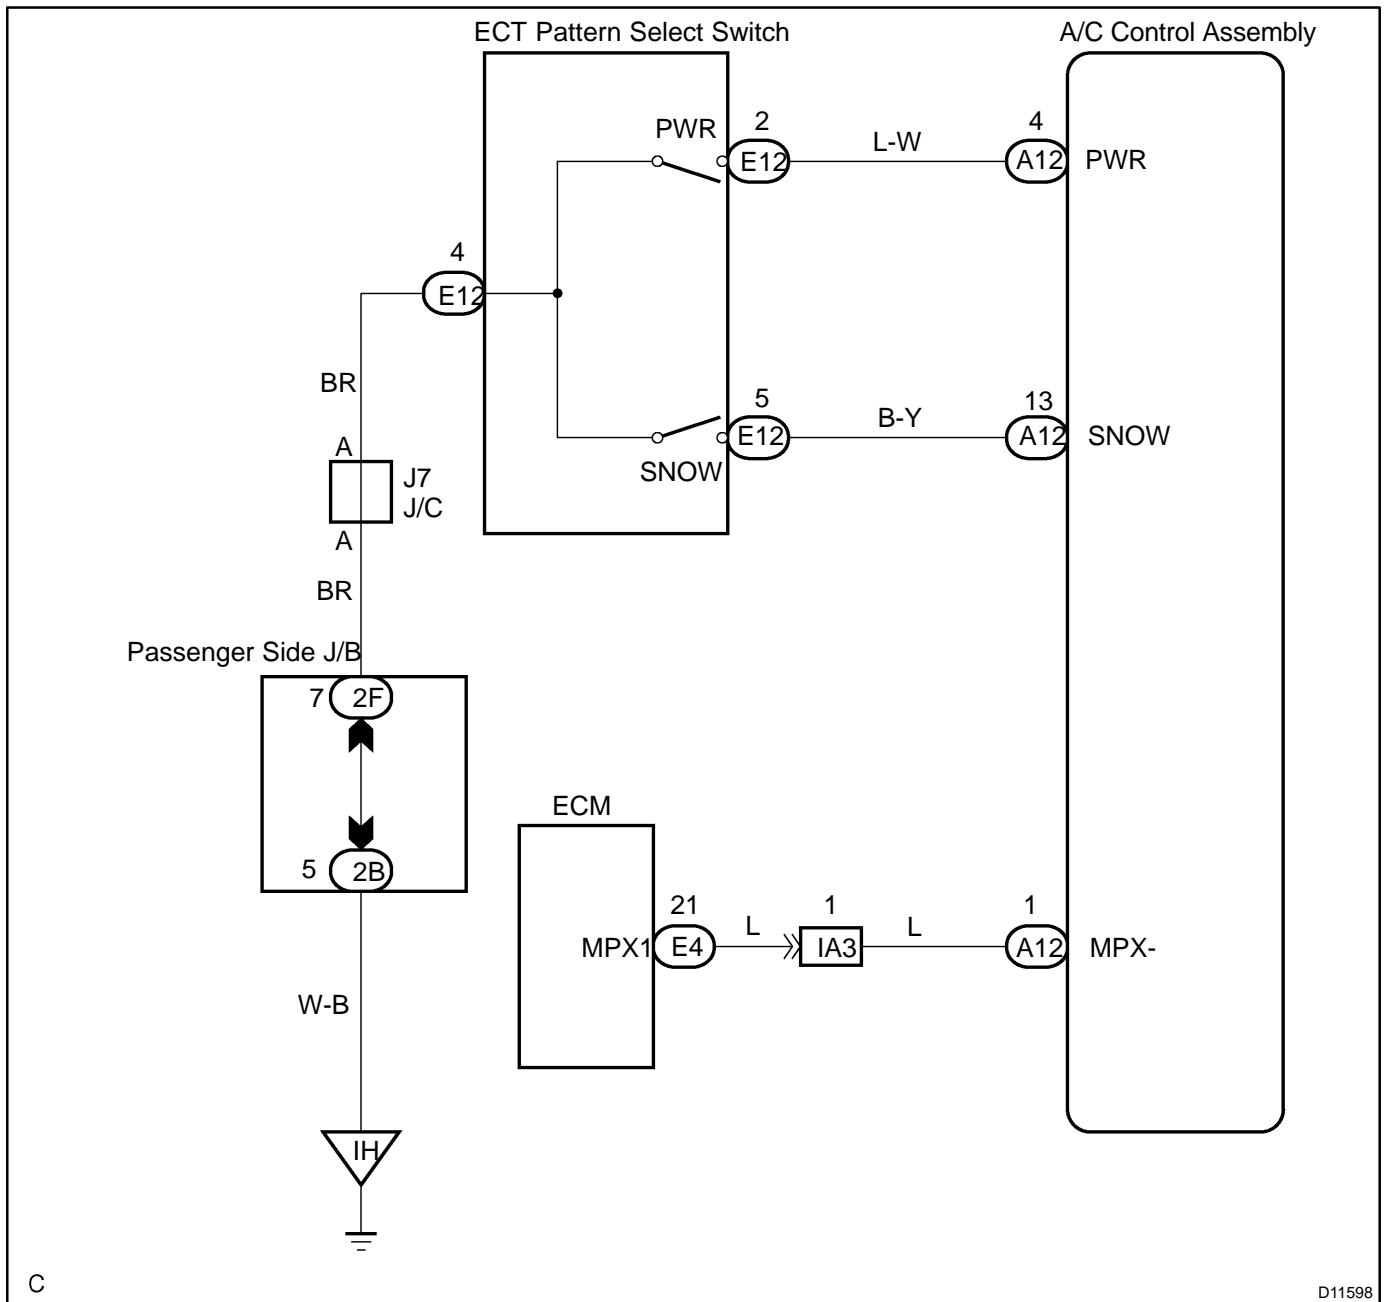 ECT Pattern Select Switch
A/C Control Assembly
PWR
2
E12
L-W
4
A12
PWR
4
E12
BR
5
E12
B-Y
13
A12
SNOW
SNOW
A
J7
J/C
A
BR
Passenger Side J/B
7
2F
5
2B
ECM
MPX1
21
E4
L
1
IA3
L
1
A12
MPX-
W-B
IH
C
D11598